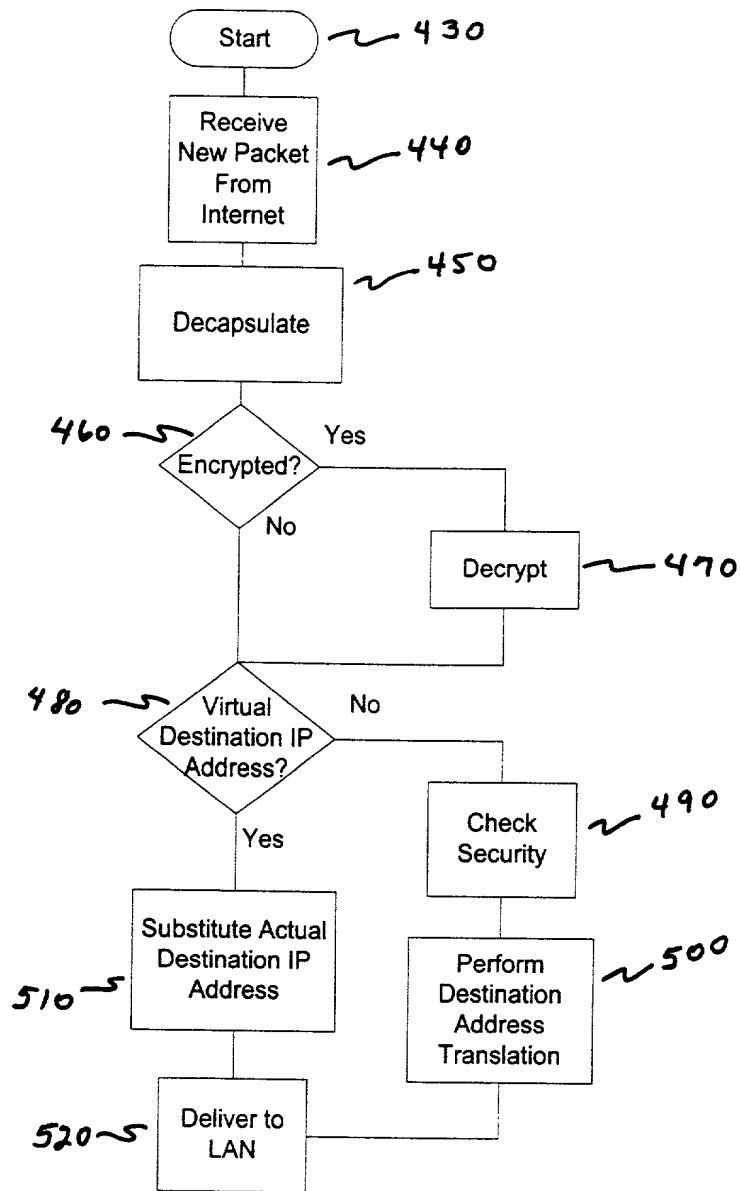 Start
430
Receive
New Packet
From
Internet
440
450
Decapsulate
460
Yes
Encrypted?
No
Decrypt
470
480
Virtual
Destination IP
Address?
No
Yes
Check
Security
490
Substitute Actual
Destination IP
Address
510
Perform
Destination
Address
Translation
500
Deliver to
LAN
520